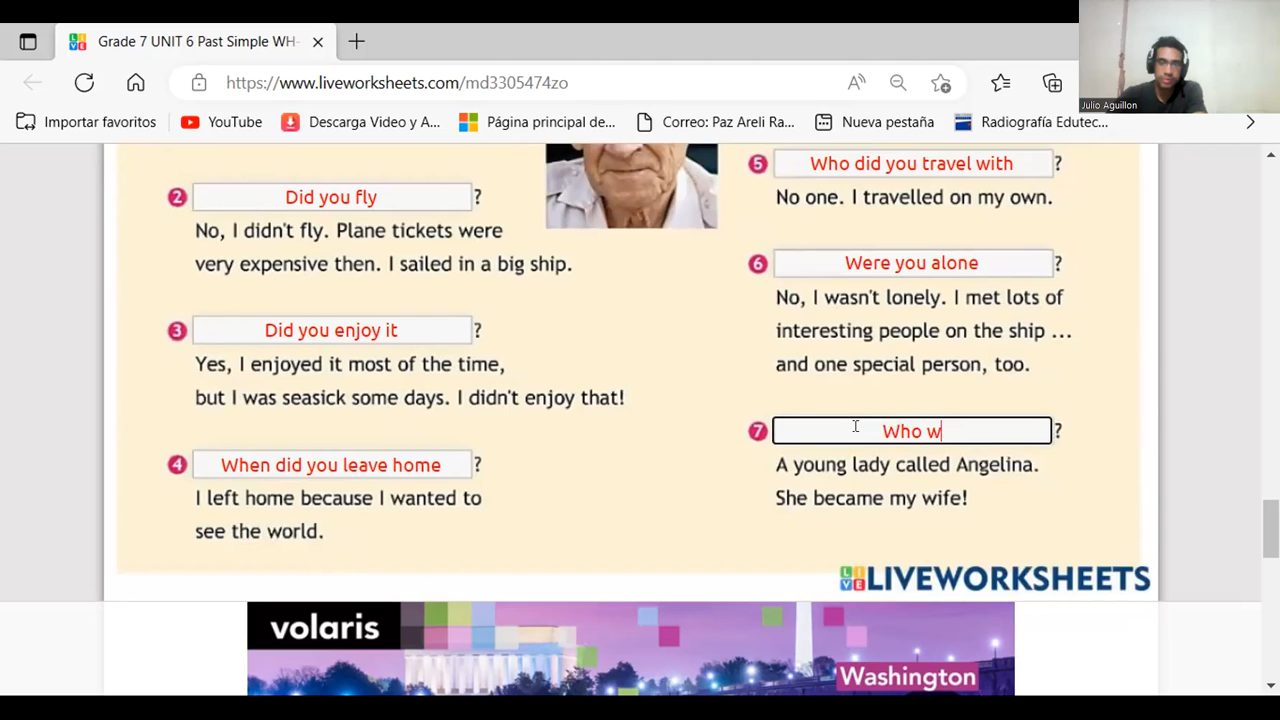 Grade 7 UNIT 6 Past Simple WH-
https://www.liveworksheets.com/md3305474zo
Julio Aguillon
Importar favoritos
YouTube
Descarga Video y A...
Página principal de...
Correo: Paz Areli Ra...
Nueva pestaña
Radiografía Edutec...
2 Did you fly ?
No, I didn't fly. Plane tickets were
very expensive then. I sailed in a big ship.
3 Did you enjoy it ?
Yes, I enjoyed it most of the time,
but I was seasick some days. I didn't enjoy that!
4 When did you leave home ?
I left home because I wanted to
see the world.
5 Who did you travel with ?
No one. I travelled on my own.
6 Were you alone ?
No, I wasn't lonely. I met lots of
interesting people on the ship ...
and one special person, too.
7 Who w ?
A young lady called Angelina.
She became my wife!
LIVE LIVEWORKSHEETS
volaris
Washington